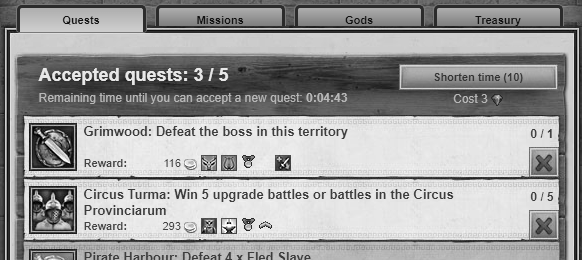 Quests Missions Gods Treasury
Accepted quests: 3 / 5 Shorten time (10)
Remaining time until you can accept a new quest: 0:04:43 Cost 3
Grimwood: Defeat the boss in this territory 0 / 1
Reward: 116
Circus Turma: Win 5 upgrade battles or battles in the Circus 0 / 5
Provinciarum
Reward: 293
Pirate Harbour: Defeat 4 x Fled Slave